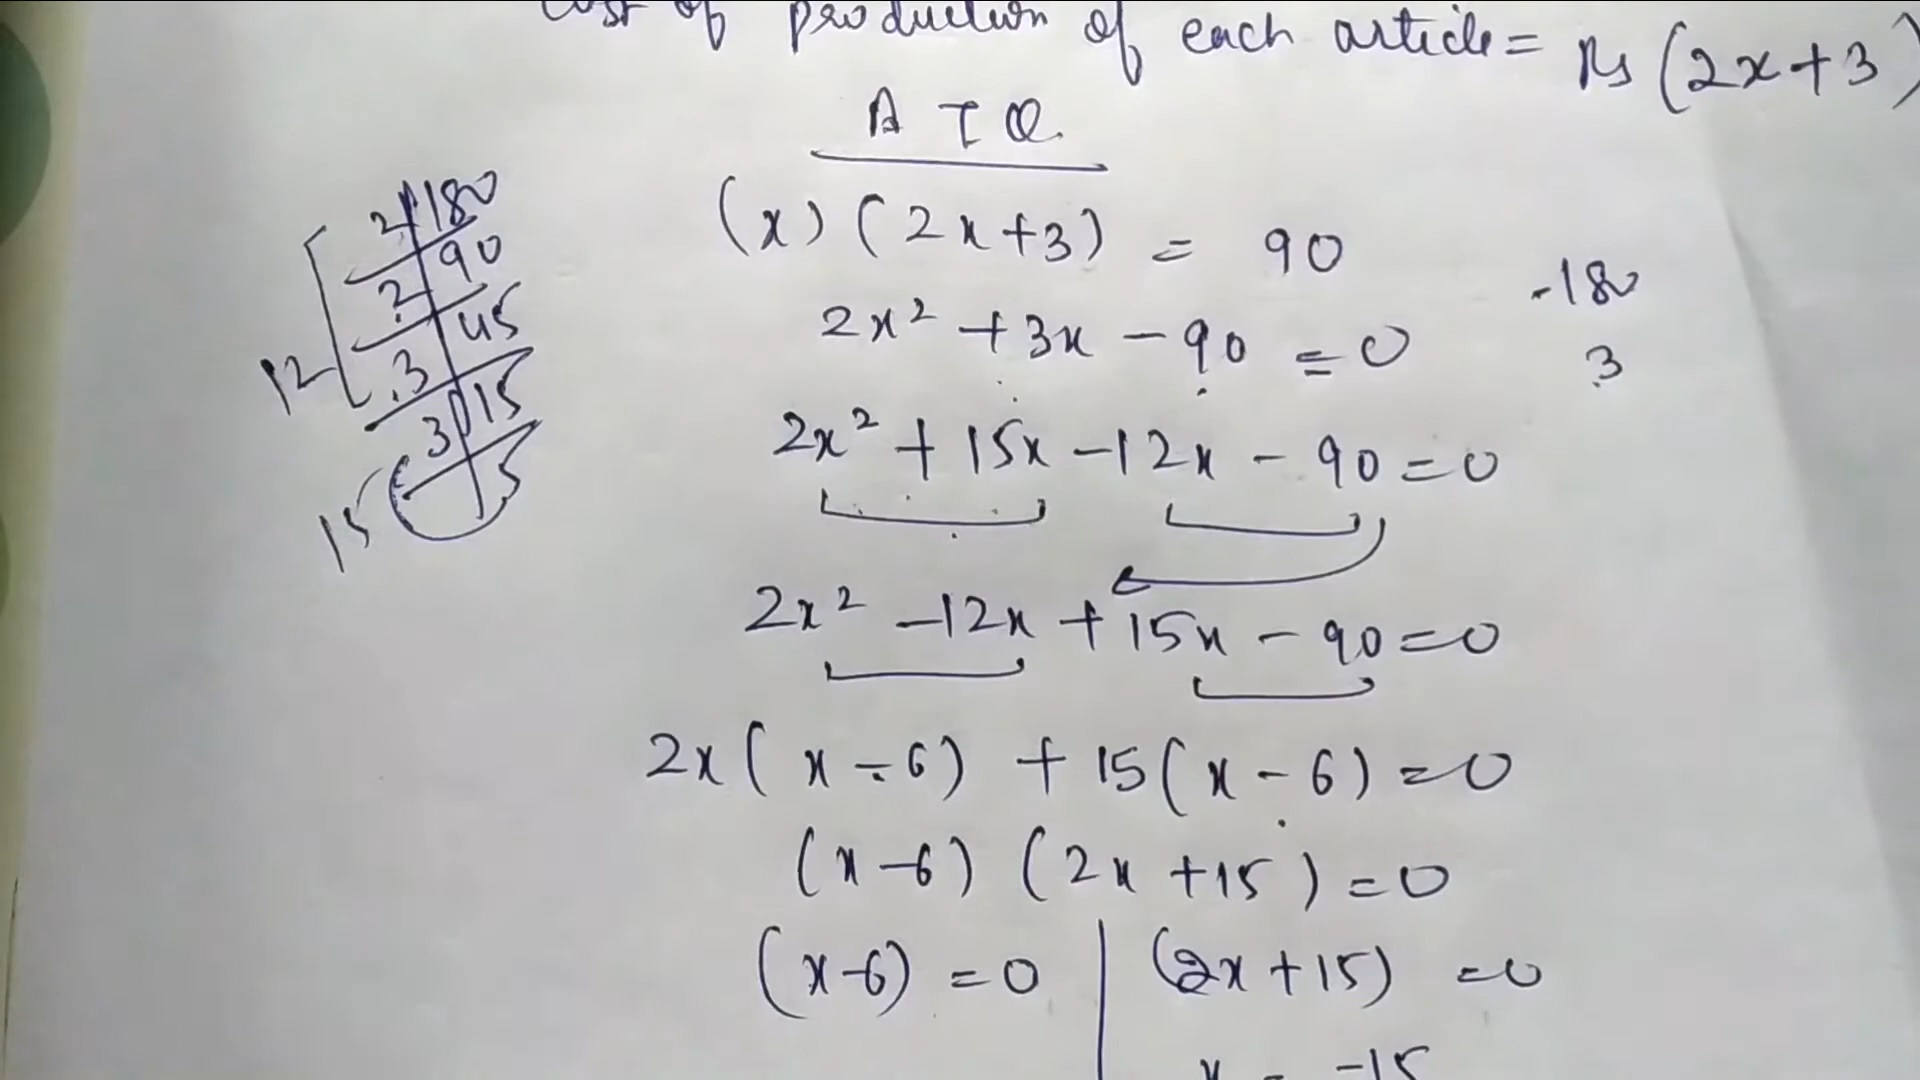 Cost of production of each article = Rs (2x+3)
A T Q.
(x) (2x+3) = 90
2x² + 3x - 90 = 0
2x² + 15x - 12x - 90 = 0
2x² - 12x + 15x - 90 = 0
2x (x - 6) + 15 (x - 6) = 0
(x - 6) (2x + 15) = 0
(x - 6) = 0 | (2x + 15) = 0
x = -15
2 | 180
2 | 90
3 | 45
3 | 15
5
12
15
-180
3